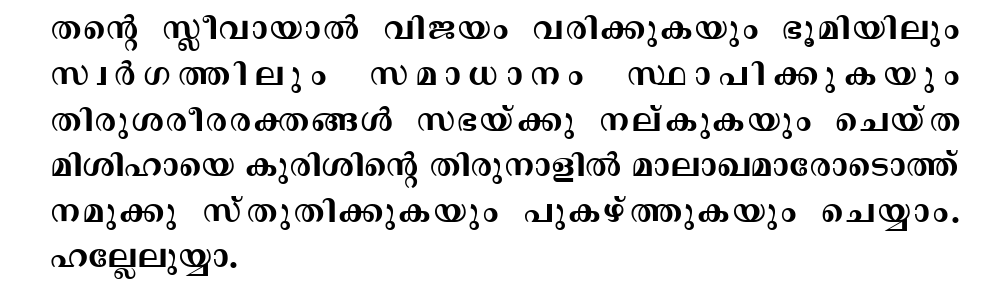 തന്റെ സ്ലീവായാൽ വിജയം വരിക്കുകയും ഭൂമിയിലും
സ്വർഗത്തിലും സമാധാനം സ്ഥാപിക്കുകയും
തിരുശരീരരക്തങ്ങൾ സഭയ്ക്കു നല്കുകയും ചെയ്ത
മിശിഹായെ കുരിശിന്റെ തിരുനാളിൽ മാലാഖമാരോടൊത്ത്
നമുക്കു സ്തുതിക്കുകയും പുകഴ്ത്തുകയും ചെയ്യാം.
ഹല്ലേലുയ്യാ.